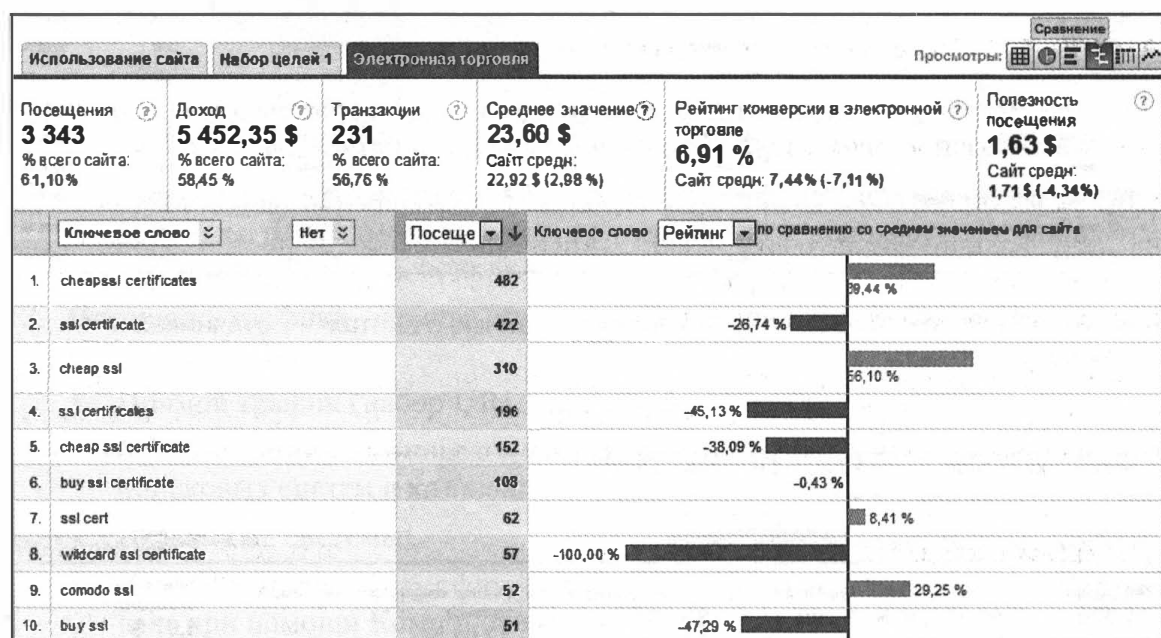 Сравнение
Использование сайта Набор целей 1 Электронная торговля Просмотры:
Посещения ? Доход ? Транзакции ? Среднее значение ? Рейтинг конверсии в электронной торговле ? Полезность посещения ?
3 343 5 452,35 $ 231 23,60 $ 6,91 % 1,63 $
% всего сайта: % всего сайта: % всего сайта: Сайт средн: Сайт средн: 7,44% (-7,11 %) Сайт средн:
61,10% 58,45 % 56,76 % 22,92 $ (2,98 %) 1,71 $ (-4,34%)
Ключевое слово Нет Посеще Ключевое слово Рейтинг по сравнению со средним значением для сайта
1. cheapssl certificates 482 39,44 %
2. ssl certificate 422 -26,74 %
3. cheap ssl 310 56,10 %
4. ssl certificates 196 -45,13 %
5. cheap ssl certificate 152 -38,09 %
6. buy ssl certificate 108 -0,43 %
7. ssl cert 62 8,41 %
8. wildcard ssl certificate 57 -100,00 %
9. comodo ssl 52 29,25 %
10. buy ssl 51 -47,29 %